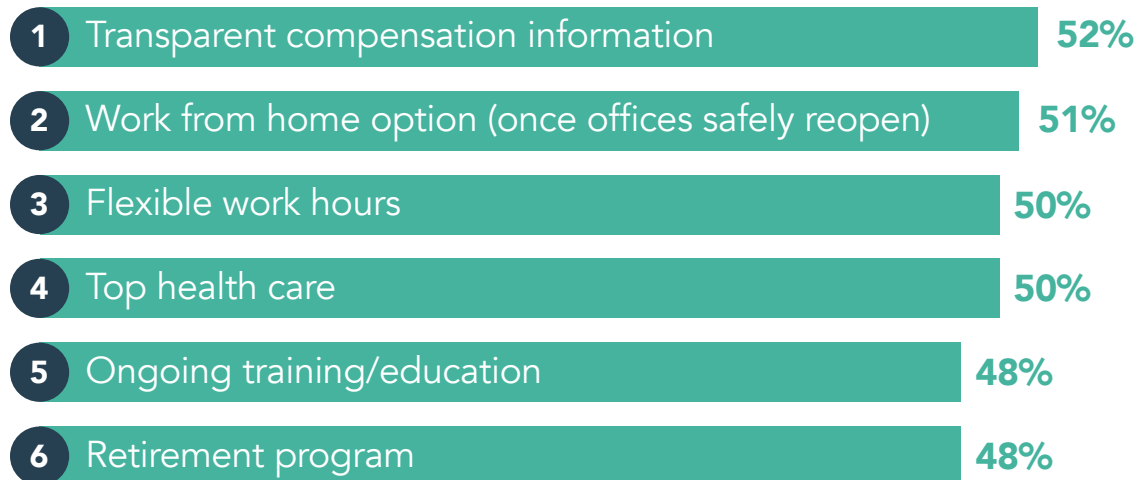 1 Transparent compensation information 52%
2 Work from home option (once offices safely reopen) 51%
3 Flexible work hours 50%
4 Top health care 50%
5 Ongoing training/education 48%
6 Retirement program 48%